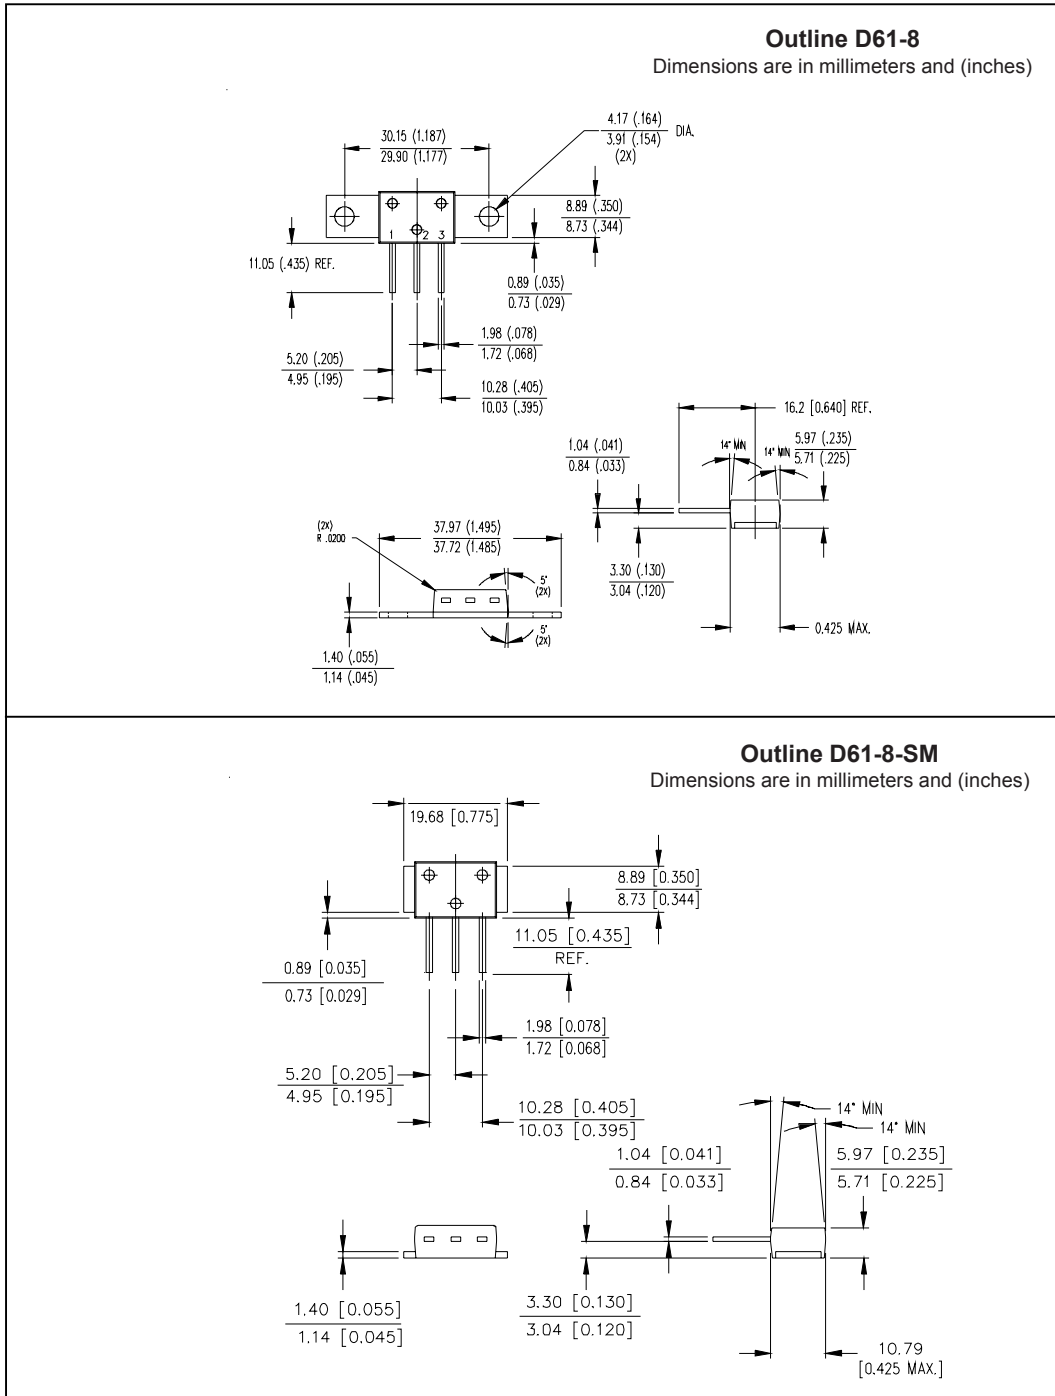 Outline D61-8
Dimensions are in millimeters and (inches)
4.17 (.164)
3.91 (.154)
DIA.
(2X)
30.15 (1.187)
29.90 (1.177)
8.89 (.350)
8.73 (.344)
1 2 3
11.05 (.435) REF.
0.89 (.035)
0.73 (.029)
1.98 (.078)
1.72 (.068)
5.20 (.205)
4.95 (.195)
10.28 (.405)
10.03 (.395)
16.2 [0.640] REF.
1.04 (.041)
0.84 (.033)
14° MIN
14° MIN
5.97 (.235)
5.71 (.225)
(2X)
R .0200
37.97 (1.495)
37.72 (1.485)
5°
(2X)
3.30 (.130)
3.04 (.120)
5°
(2X)
0.425 MAX.
1.40 (.055)
1.14 (.045)
Outline D61-8-SM
Dimensions are in millimeters and (inches)
19.68 [0.775]
8.89 [0.350]
8.73 [0.344]
11.05 [0.435]
REF.
0.89 [0.035]
0.73 [0.029]
1.98 [0.078]
1.72 [0.068]
5.20 [0.205]
4.95 [0.195]
10.28 [0.405]
10.03 [0.395]
14° MIN
14° MIN
1.04 [0.041]
0.84 [0.033]
5.97 [0.235]
5.71 [0.225]
1.40 [0.055]
1.14 [0.045]
3.30 [0.130]
3.04 [0.120]
10.79
[0.425 MAX.]